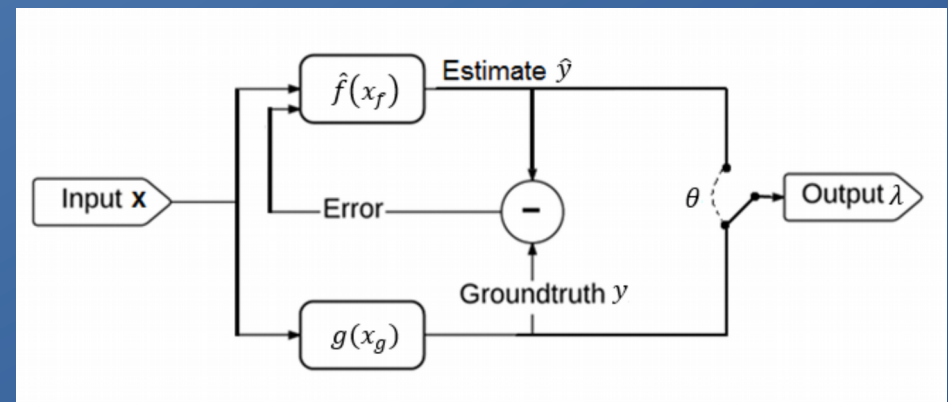 f̂(x_f)
Estimate ŷ
Input x
Error
−
θ
Output λ
Groundtruth y
g(x_g)